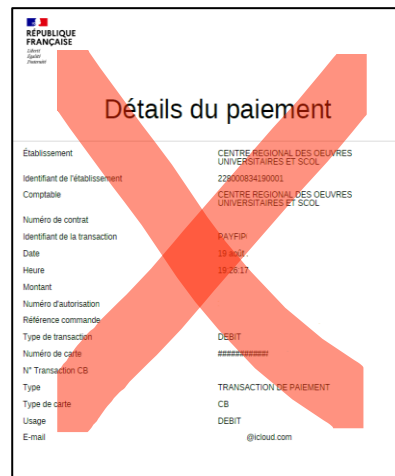 RÉPUBLIQUE
FRANÇAISE
Liberté
Égalité
Fraternité
Détails du paiement
Établissement CENTRE REGIONAL DES OEUVRES
UNIVERSITAIRES ET SCOL
Identifiant de l'établissement 228000834190001
Comptable CENTRE REGIONAL DES OEUVRES
UNIVERSITAIRES ET SCOL
Numéro de contrat
Identifiant de la transaction PAYFIP
Date 19 août
Heure 19:26:17
Montant
Numéro d'autorisation
Référence commande
Type de transaction DEBIT
Numéro de carte ############
N° Transaction CB
Type TRANSACTION DE PAIEMENT
Type de carte CB
Usage DEBIT
E-mail @icloud.com